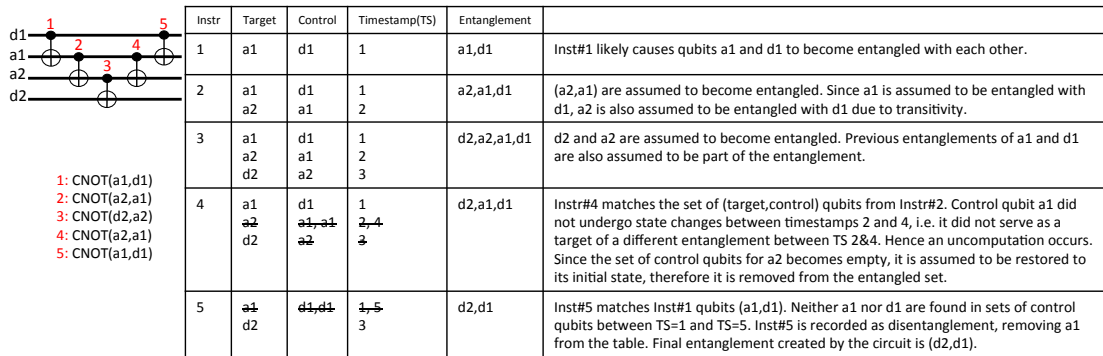 1 5
d1
2 4
a1
3
a2
d2
1: CNOT(a1,d1)
2: CNOT(a2,a1)
3: CNOT(d2,a2)
4: CNOT(a2,a1)
5: CNOT(a1,d1)
Instr Target Control Timestamp(TS) Entanglement
1 a1 d1 1 a1,d1 Inst#1 likely causes qubits a1 and d1 to become entangled with each other.
2 a1 d1 1 a2,a1,d1 (a2,a1) are assumed to become entangled. Since a1 is assumed to be entangled with
a2 a1 2 d1, a2 is also assumed to be entangled with d1 due to transitivity.
3 a1 d1 1 d2,a2,a1,d1 d2 and a2 are assumed to become entangled. Previous entanglements of a1 and d1
a2 a1 2 are also assumed to be part of the entanglement.
d2 a2 3
4 a1 d1 1 d2,a1,d1 Instr#4 matches the set of (target,control) qubits from Instr#2. Control qubit a1 did
a2 a1, a1 2, 4 not undergo state changes between timestamps 2 and 4, i.e. it did not serve as a
d2 a2 3 target of a different entanglement between TS 2&4. Hence an uncomputation occurs.
Since the set of control qubits for a2 becomes empty, it is assumed to be restored to
its initial state, therefore it is removed from the entangled set.
5 a1 d1,d1 1, 5 d2,d1 Inst#5 matches Inst#1 qubits (a1,d1). Neither a1 nor d1 are found in sets of control
d2 3 qubits between TS=1 and TS=5. Inst#5 is recorded as disentanglement, removing a1
from the table. Final entanglement created by the circuit is (d2,d1).